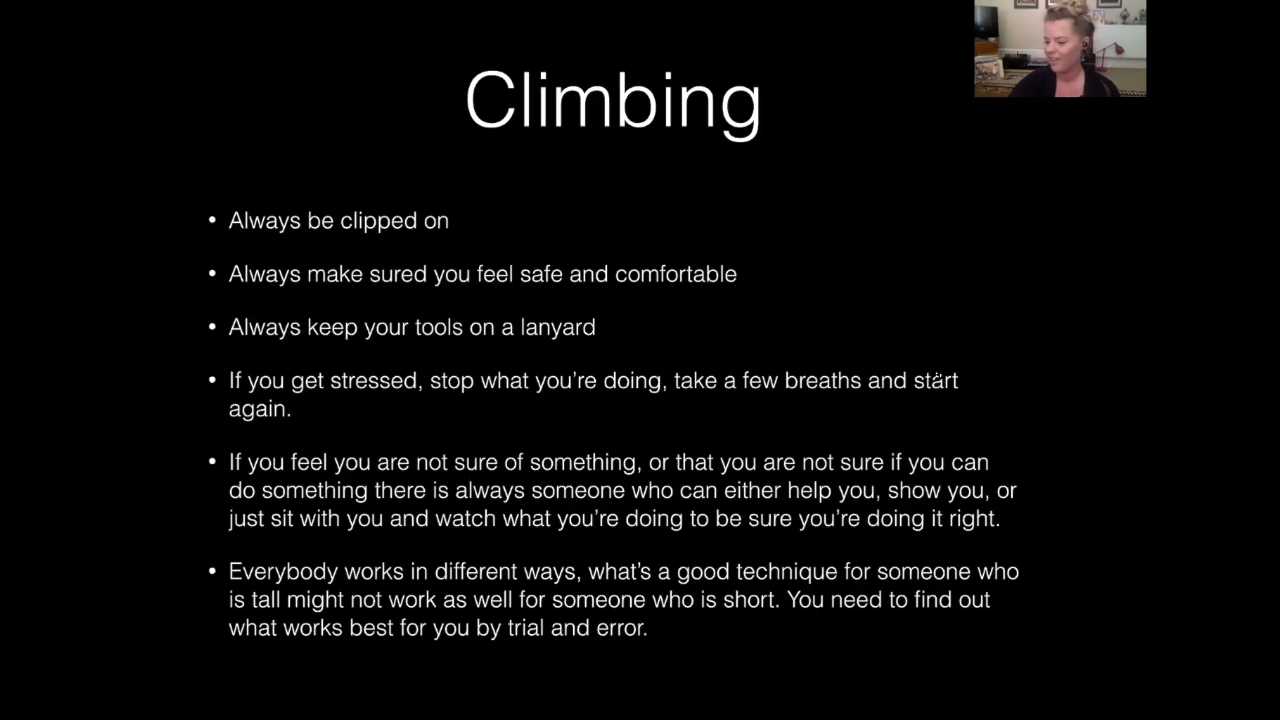 Climbing
• Always be clipped on
• Always make sured you feel safe and comfortable
• Always keep your tools on a lanyard
• If you get stressed, stop what you're doing, take a few breaths and start
again.
• If you feel you are not sure of something, or that you are not sure if you can
do something there is always someone who can either help you, show you, or
just sit with you and watch what you're doing to be sure you're doing it right.
• Everybody works in different ways, what's a good technique for someone who
is tall might not work as well for someone who is short. You need to find out
what works best for you by trial and error.